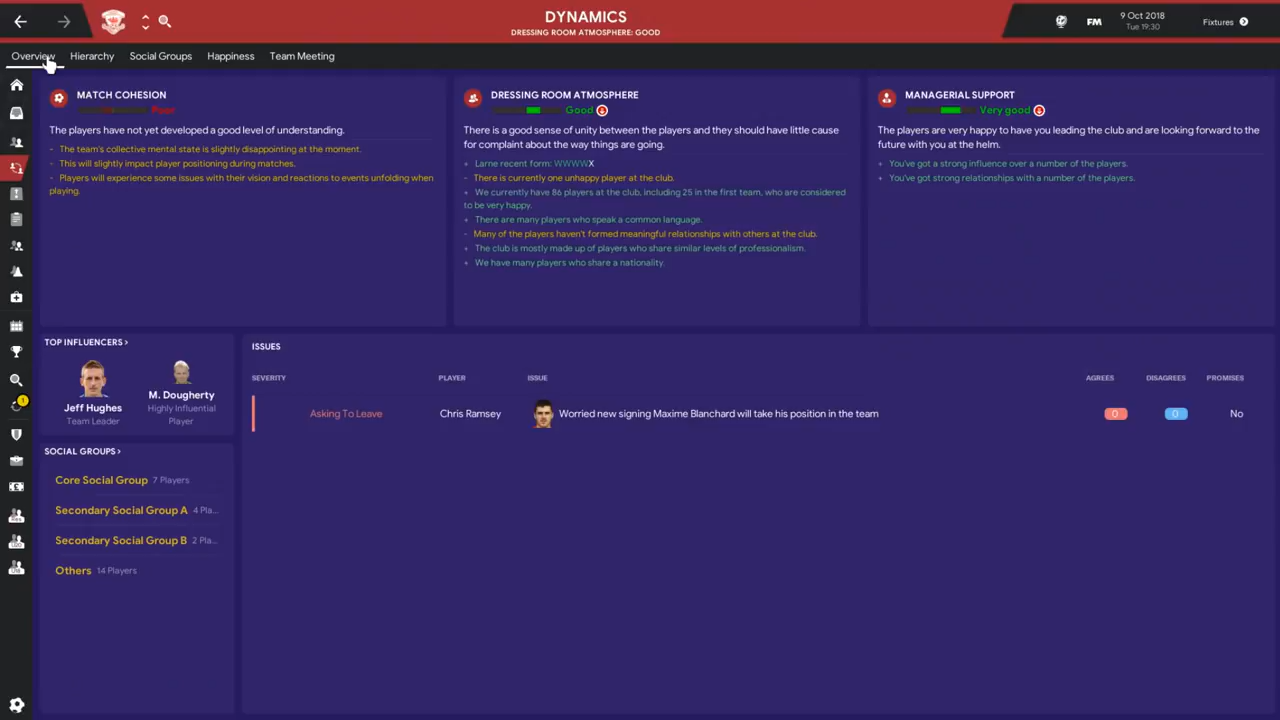 DYNAMICS
DRESSING ROOM ATMOSPHERE: GOOD
FM
9 Oct 2018
Tue 19:30
Fixtures
Overview
Hierarchy
Social Groups
Happiness
Team Meeting
MATCH COHESION
Poor
The players have not yet developed a good level of understanding.
- The team's collective mental state is slightly disappointing at the moment.
- This will slightly impact player positioning during matches.
- Players will experience some issues with their vision and reactions to events unfolding when
playing.
DRESSING ROOM ATMOSPHERE
Good
There is a good sense of unity between the players and they should have little cause
for complaint about the way things are going.
+ Larne recent form: WWWWX
- There is currently one unhappy player at the club.
+ We currently have 86 players at the club, including 25 in the first team, who are considered
to be very happy.
+ There are many players who speak a common language.
- Many of the players haven't formed meaningful relationships with others at the club.
+ The club is mostly made up of players who share similar levels of professionalism.
+ We have many players who share a nationality.
MANAGERIAL SUPPORT
Very good
The players are very happy to have you leading the club and are looking forward to the
future with you at the helm.
+ You've got a strong influence over a number of the players.
+ You've got strong relationships with a number of the players.
TOP INFLUENCERS >
Jeff Hughes
Team Leader
M. Dougherty
Highly Influential
Player
SOCIAL GROUPS >
Core Social Group 7 Players
Secondary Social Group A 4 Pla...
Secondary Social Group B 2 Pla...
Others 14 Players
ISSUES
SEVERITY
PLAYER
ISSUE
AGREES
DISAGREES
PROMISES
Asking To Leave
Chris Ramsey
Worried new signing Maxime Blanchard will take his position in the team
0
0
No
1